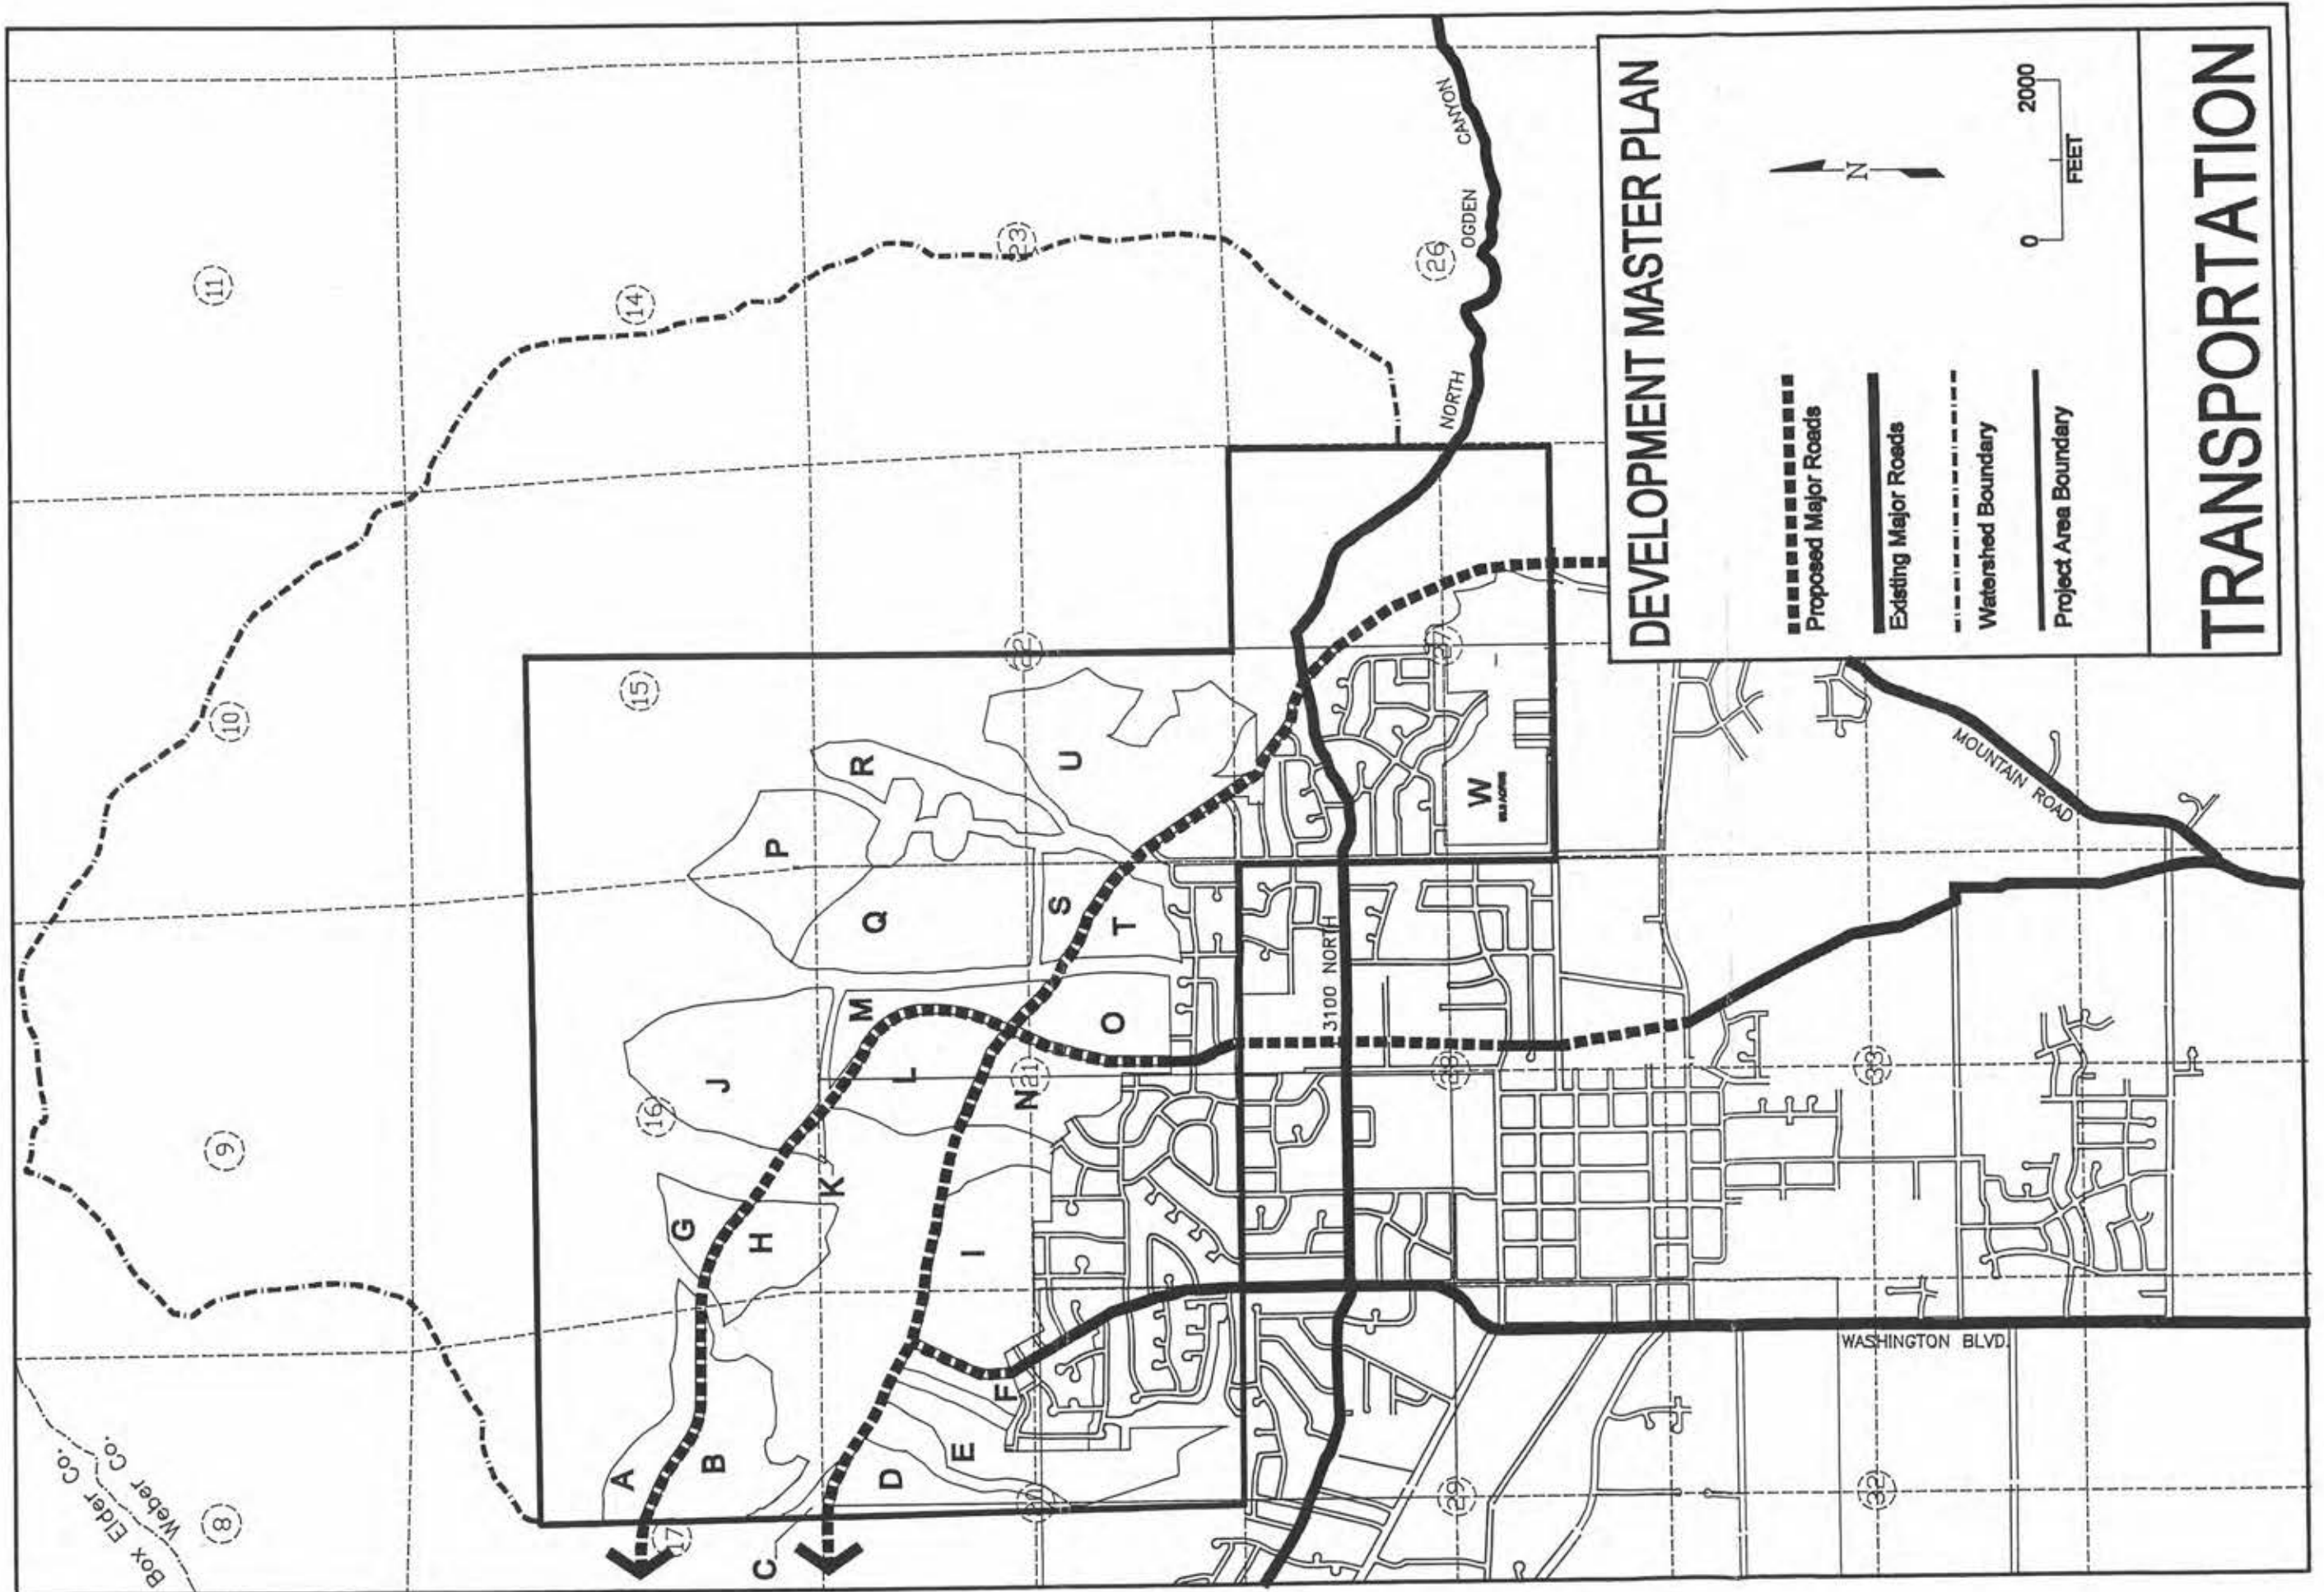 DEVELOPMENT MASTER PLAN
Proposed Major Roads
Existing Major Roads
Watershed Boundary
Project Area Boundary
N
0
2000
FEET
TRANSPORTATION
Box Elder Co.
Weber Co.
8
9
10
11
14
15
16
17
A
B
C
D
E
F
G
H
I
J
K
L
M
N
O
P
Q
R
S
T
U
W
21
22
23
26
27
28
29
32
33
NORTH
OGDEN
CANYON
3100 NORTH
MOUNTAIN ROAD
WASHINGTON BLVD.